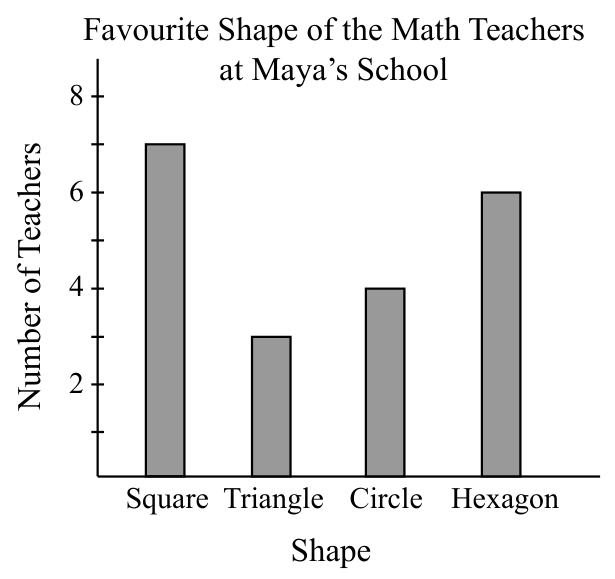 Favourite Shape of the Math Teachers
at Maya’s School
Number of Teachers
8
6
4
2
Square Triangle Circle Hexagon
Shape